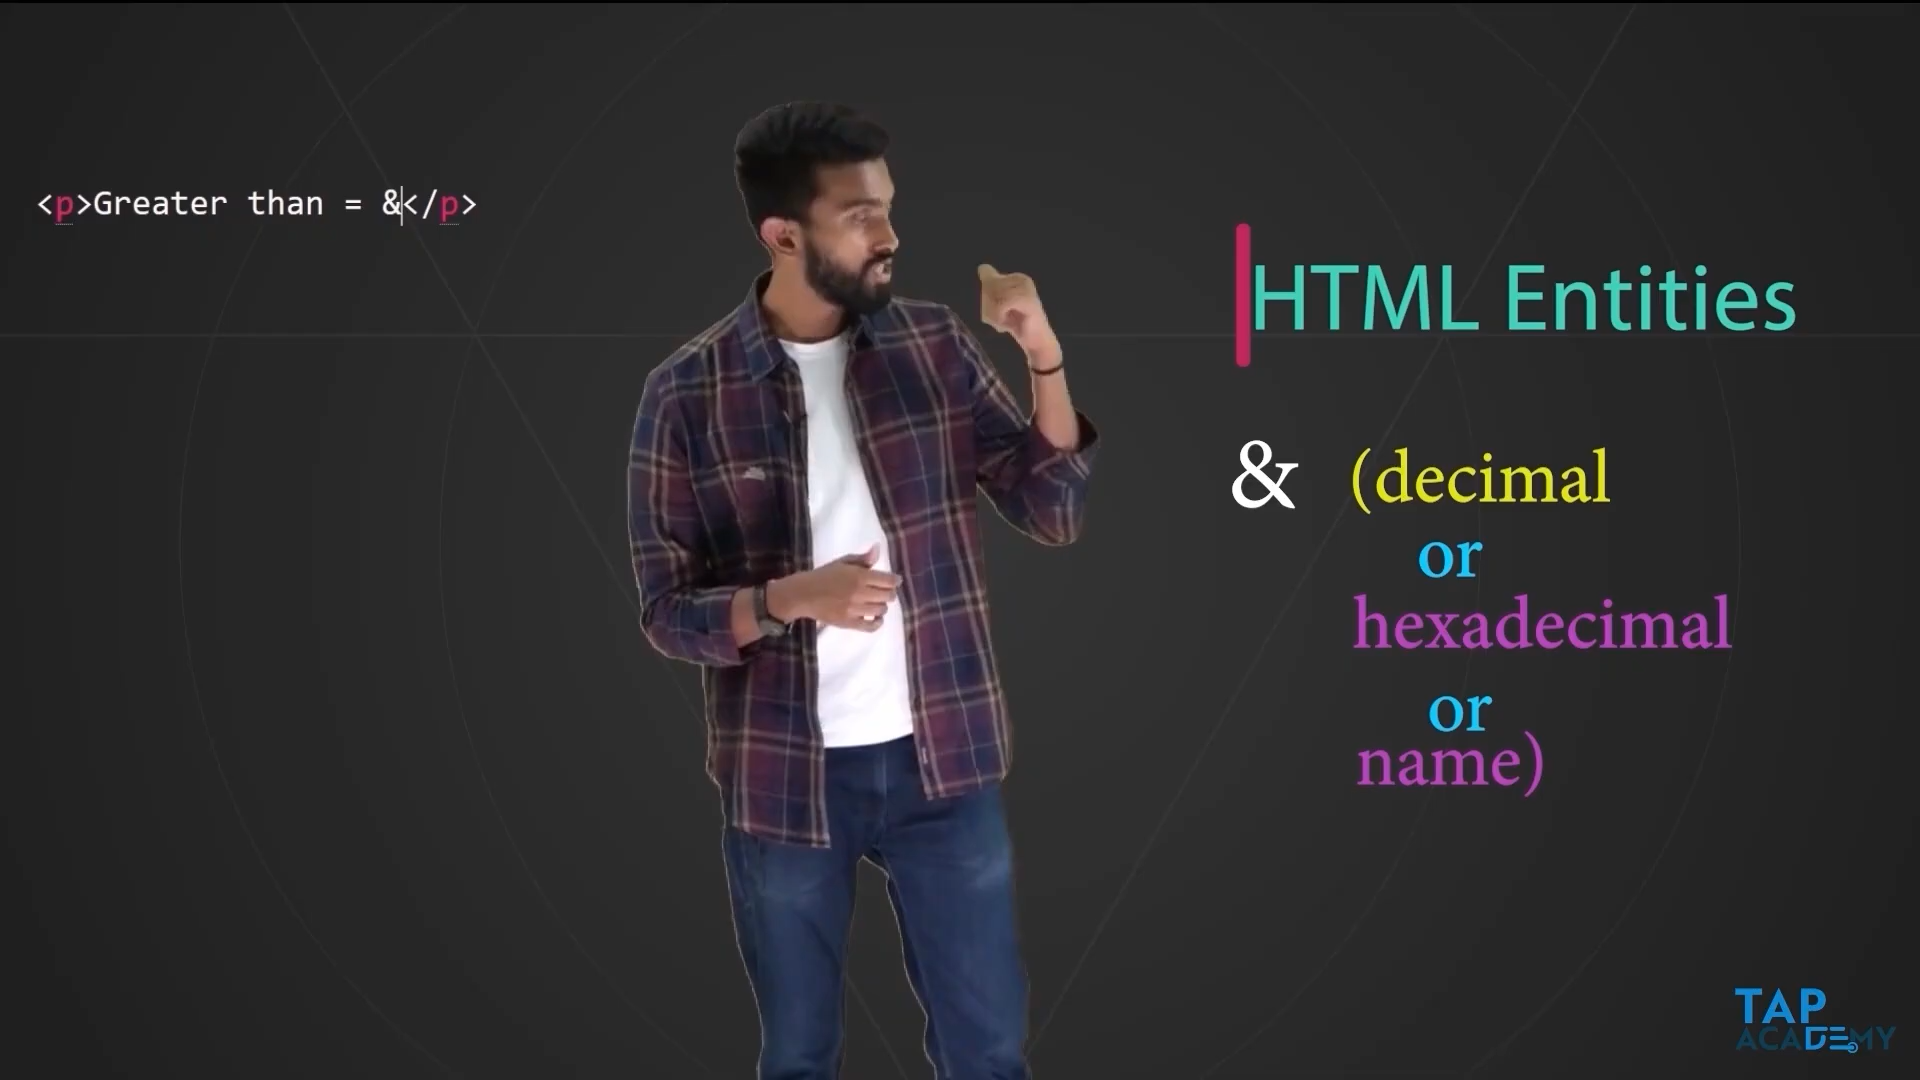 <p>Greater than = &</p>
HTML Entities
& (decimal
or
hexadecimal
or
name)
TAP
ACADEMY